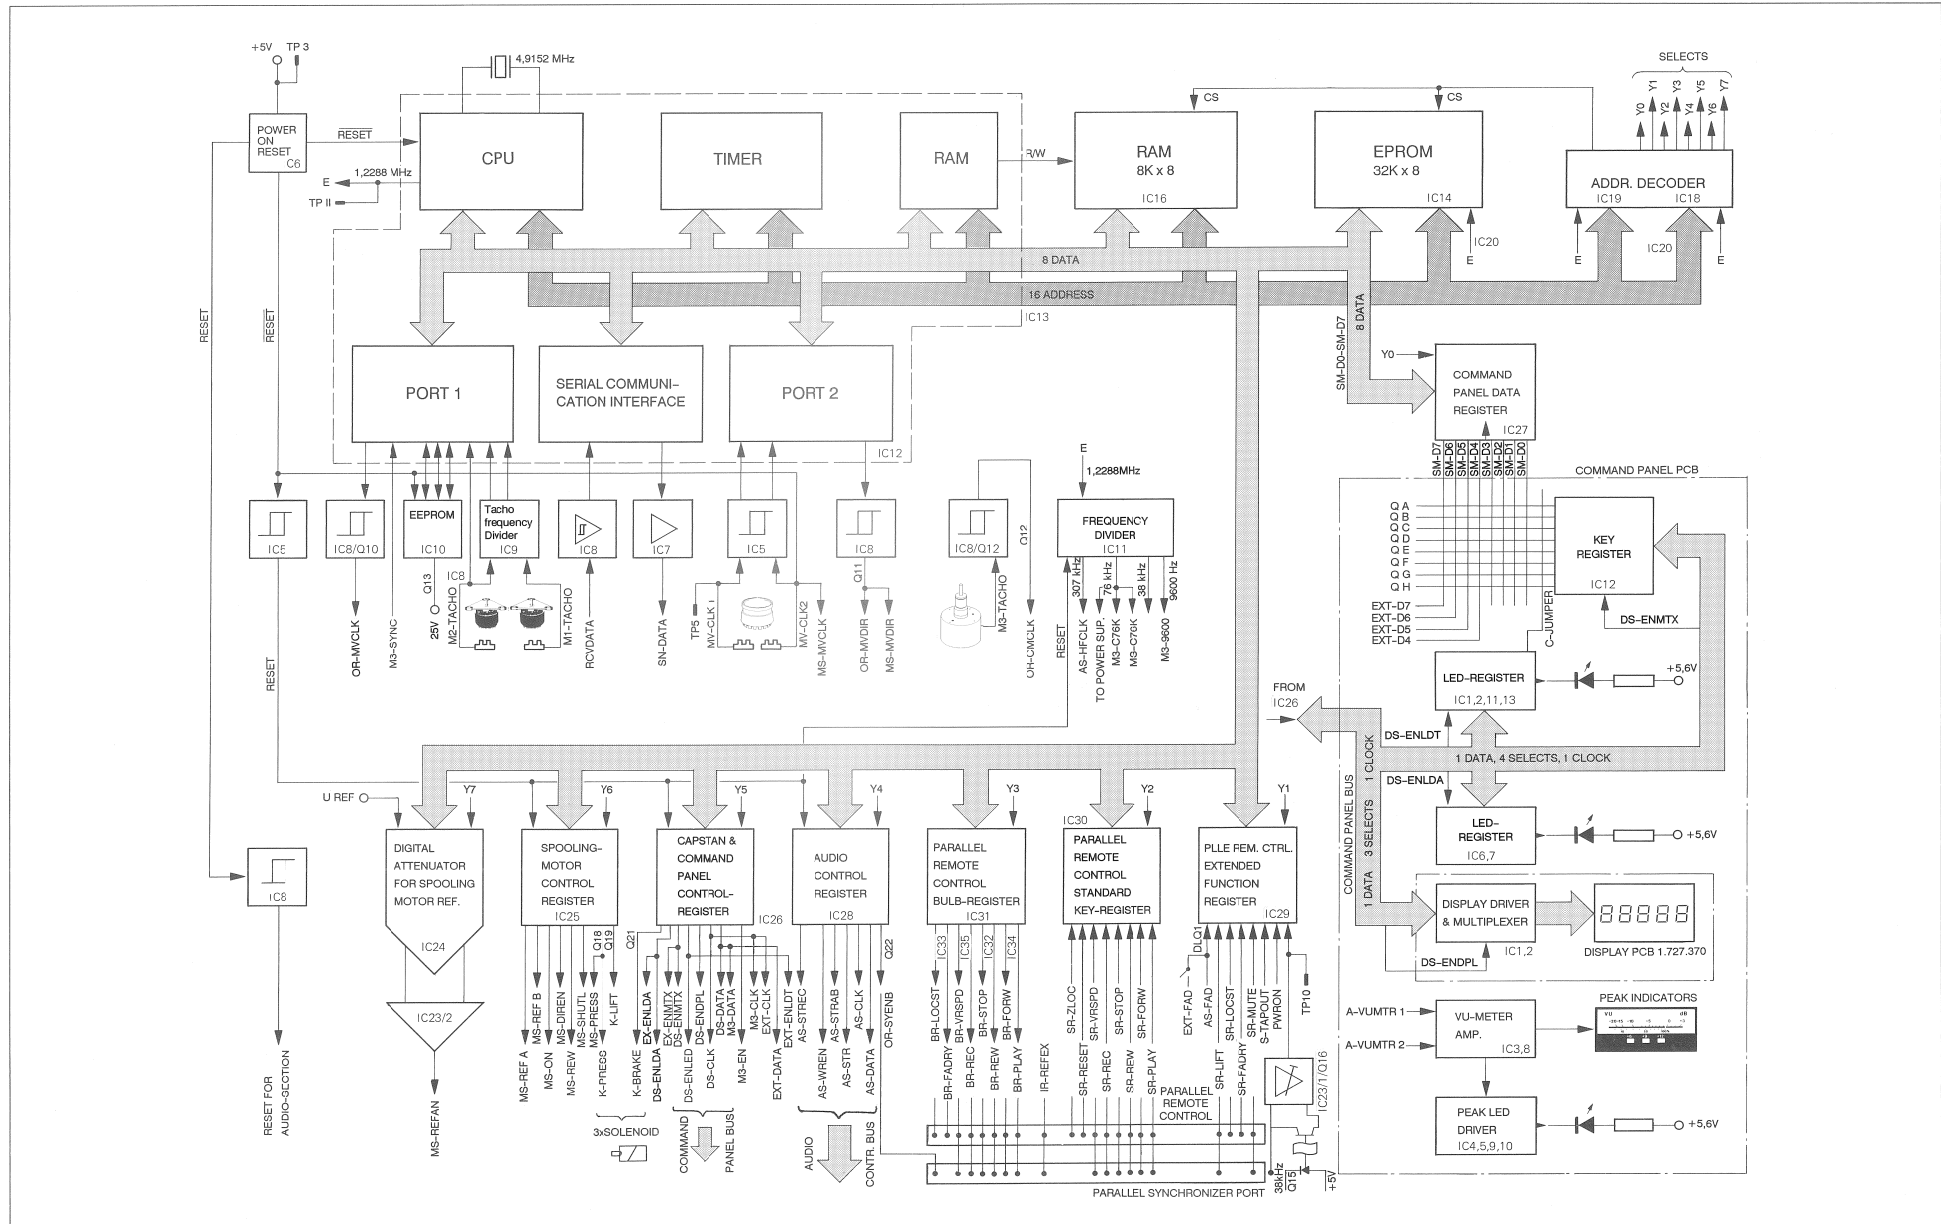 +5V
TP 3
4,9152 MHz
SELECTS
Y0
Y1
Y2
Y3
Y4
Y5
Y6
Y7
CS
CS
POWER
ON
RESET
C6
RESET
CPU
TIMER
RAM
R/W
RAM
8K x 8
IC16
EPROM
32K x 8
IC14
ADDR. DECODER
IC19
IC18
1,2288 MHz
E
TP II
IC20
E
E
IC20
E
8 DATA
16 ADDRESS
IC13
RESET
RESET
SM-D0-SM-D7
8 DATA
Y0
COMMAND
PANEL DATA
REGISTER
IC27
PORT 1
SERIAL COMMUNI-
CATION INTERFACE
PORT 2
IC12
SM-D7
SM-D6
SM-D5
SM-D4
SM-D3
SM-D2
SM-D1
SM-D0
COMMAND PANEL PCB
E
1,2288MHz
IC5
IC8/Q10
EEPROM
IC10
Tacho
frequency
Divider
IC9
IC8
IC7
IC5
IC8
IC8/Q12
Q12
FREQUENCY
DIVIDER
IC11
Q A
Q B
Q C
Q D
Q E
Q F
Q G
Q H
KEY
REGISTER
IC12
Q13
IC8
25V
M2-TACHO
M1-TACHO
OR-MVCLK
M3-SYNC
RCVDATA
SN-DATA
TP5
MV-CLK 1
MV-CLK2
MS-MVCLK
Q11
OR-MVDIR
MS-MVDIR
M3-TACHO
OR-CMCLK
RESET
307 kHz
76 kHz
38 kHz
9600 Hz
AS-HFCLK
TO POWER SUP.
M3-C76K
M3-C76K
M3-9600
EXT-D7
EXT-D6
EXT-D5
EXT-D4
C-JUMPER
DS-ENMTX
LED-REGISTER
IC1,2,11,13
+5,6V
RESET
FROM
IC26
DS-ENLDT
1 DATA, 4 SELECTS, 1 CLOCK
DS-ENLDA
COMMAND PANEL BUS
1 DATA 3 SELECTS 1 CLOCK
U REF
Y7
Y6
Y5
Y4
Y3
Y2
Y1
LED-
REGISTER
IC6,7
+5,6V
DIGITAL
ATTENUATOR
FOR SPOOLING
MOTOR REF.
IC24
SPOOLING-
MOTOR
CONTROL
REGISTER
IC25
CAPSTAN &
COMMAND
PANEL
CONTROL-
REGISTER
IC26
AUDIO
CONTROL
REGISTER
IC28
PARALLEL
REMOTE
CONTROL
BULB-REGISTER
IC31
IC30
PARALLEL
REMOTE
CONTROL
STANDARD
KEY-REGISTER
PLLE REM. CTRL.
EXTENDED
FUNCTION
REGISTER
IC29
IC8
DISPLAY DRIVER
& MULTIPLEXER
IC1,2
88888
DISPLAY PCB 1.727.370
DS-ENDPL
IC23/2
MS-REFAN
RESET FOR
AUDIO-SECTION
Q18
Q19
MS-REF A
MS-REF B
MS-ON
MS-DIREN
MS-REW
MS-SHUTL
MS-PRESS
K-PRESS
K-LIFT
Q21
K-BRAKE
EX-ENLDA
DS-ENLDA
EX-ENMTX
DS-ENMTX
DS-ENLED
DS-ENDPL
DS-CLK
DS-DATA
M3-DATA
M3-EN
M3-CLK
EXT-CLK
EXT-DATA
EXT-ENLDT
3xSOLENOID
COMMAND
PANEL BUS
AS-STREC
AS-WREN
AS-STRAB
AS-STR
AS-CLK
AS-DATA
Q22
OR-SYENB
AUDIO
CONTR. BUS
IC33
IC35
IC32
IC34
BR-LOCST
BR-FADRY
BR-VRSPD
BR-REC
BR-STOP
BR-REW
BR-FORW
BR-PLAY
IR-REFEX
SR-ZLOC
SR-RESET
SR-VRSPD
SR-REC
SR-STOP
SR-REW
SR-FORW
SR-PLAY
DLQ1
EXT-FAD
AS-FAD
SR-LIFT
SR-LOCST
SR-FADRY
SR-MUTE
S-TAPOUT
PWRON
TP10
IC23/1/Q16
PARALLEL
REMOTE
CONTROL
PARALLEL SYNCHRONIZER PORT
38kHz
Q15
+5V
A-VUMTR 1
A-VUMTR 2
VU-METER
AMP.
IC3,8
PEAK INDICATORS
VU
dB
PEAK LED
DRIVER
IC4,5,9,10
+5,6V